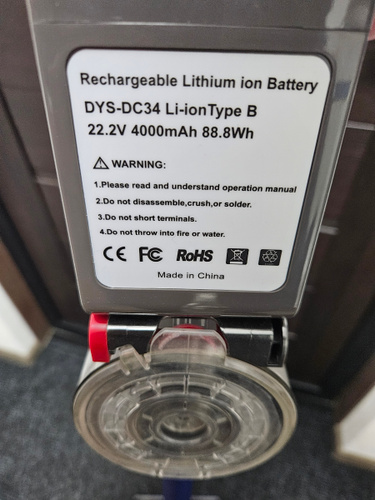 Rechargeable Lithium ion Battery
DYS-DC34 Li-ionType B
22.2V 4000mAh 88.8Wh
WARNING:
1.Please read and understand operation manual
2.Do not disassemble,crush,or solder.
3.Do not short terminals.
4.Do not throw into fire or water.
CE FC RoHS
Made in China